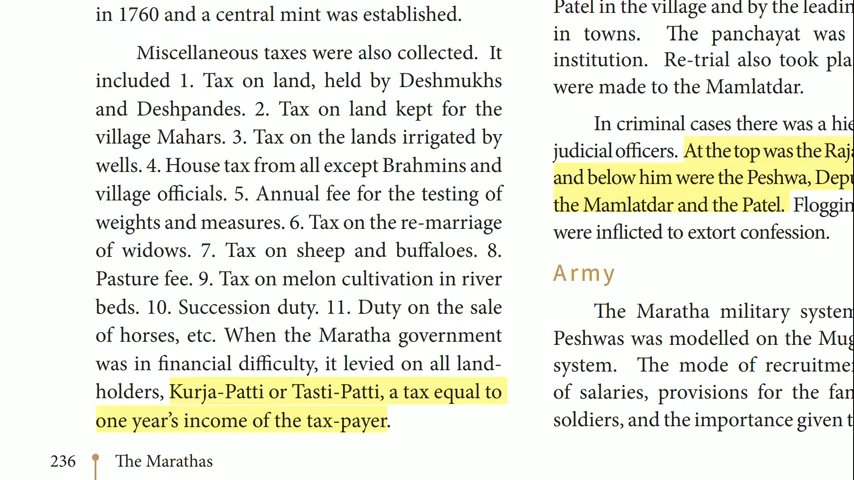 in 1760 and a central mint was established.
Miscellaneous taxes were also collected. It
included 1. Tax on land, held by Deshmukhs
and Deshpandes. 2. Tax on land kept for the
village Mahars. 3. Tax on the lands irrigated by
wells. 4. House tax from all except Brahmins and
village officials. 5. Annual fee for the testing of
weights and measures. 6. Tax on the re-marriage
of widows. 7. Tax on sheep and buffaloes. 8.
Pasture fee. 9. Tax on melon cultivation in river
beds. 10. Succession duty. 11. Duty on the sale
of horses, etc. When the Maratha government
was in financial difficulty, it levied on all land-
holders, Kurja-Patti or Tasti-Patti, a tax equal to
one year's income of the tax-payer.
236 The Marathas
Patel in the village and by the
in towns. The panchayat was
institution. Re-trial also took
were made to the Mamlatdar.
In criminal cases there was a
judicial officers. At the top was the
and below him were the Peshwa,
the Mamlatdar and the Patel.
were inflicted to extort confession.
Army
The Maratha military
Peshwas was modelled on the
system. The mode of
of salaries, provisions for the
soldiers, and the importance given